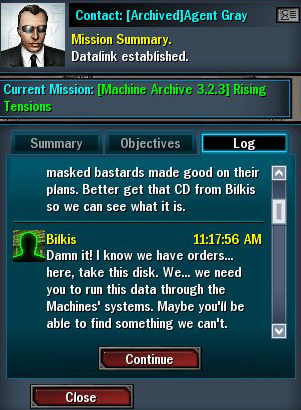 Contact: [Archived]Agent Gray
Mission Summary.
Datalink established.
Current Mission: [Machine Archive 3.2.3] Rising
Tensions
Summary Objectives Log
masked bastards made good on their
plans. Better get that CD from Bilkis
so we can see what it is.
Bilkis 11:17:56 AM
Damn it! I know we have orders...
here, take this disk. We... we need
you to run this data through the
Machines' systems. Maybe you'll be
able to find something we can't.
Continue
Close